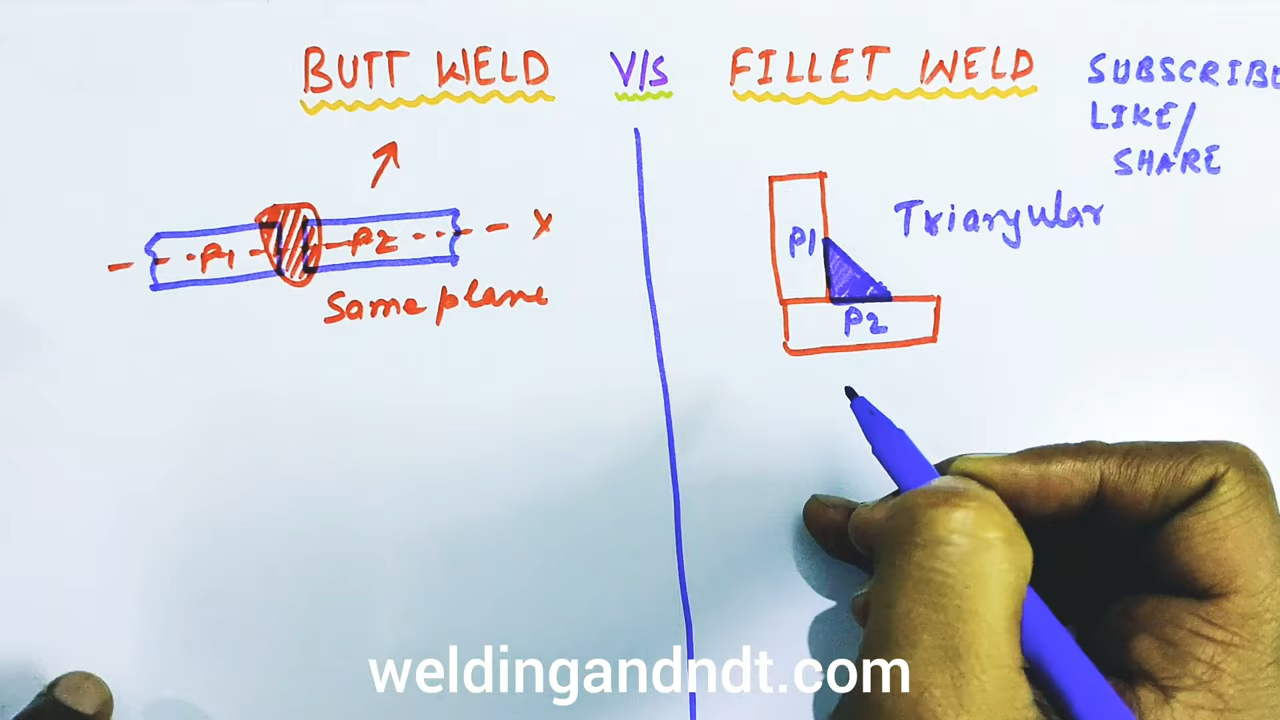 BUTT WELD V/S FILLET WELD
SUBSCRIBE
LIKE/
SHARE
P1 P2 X
Same plane
P1
Triangular
P2
weldingandndt.com